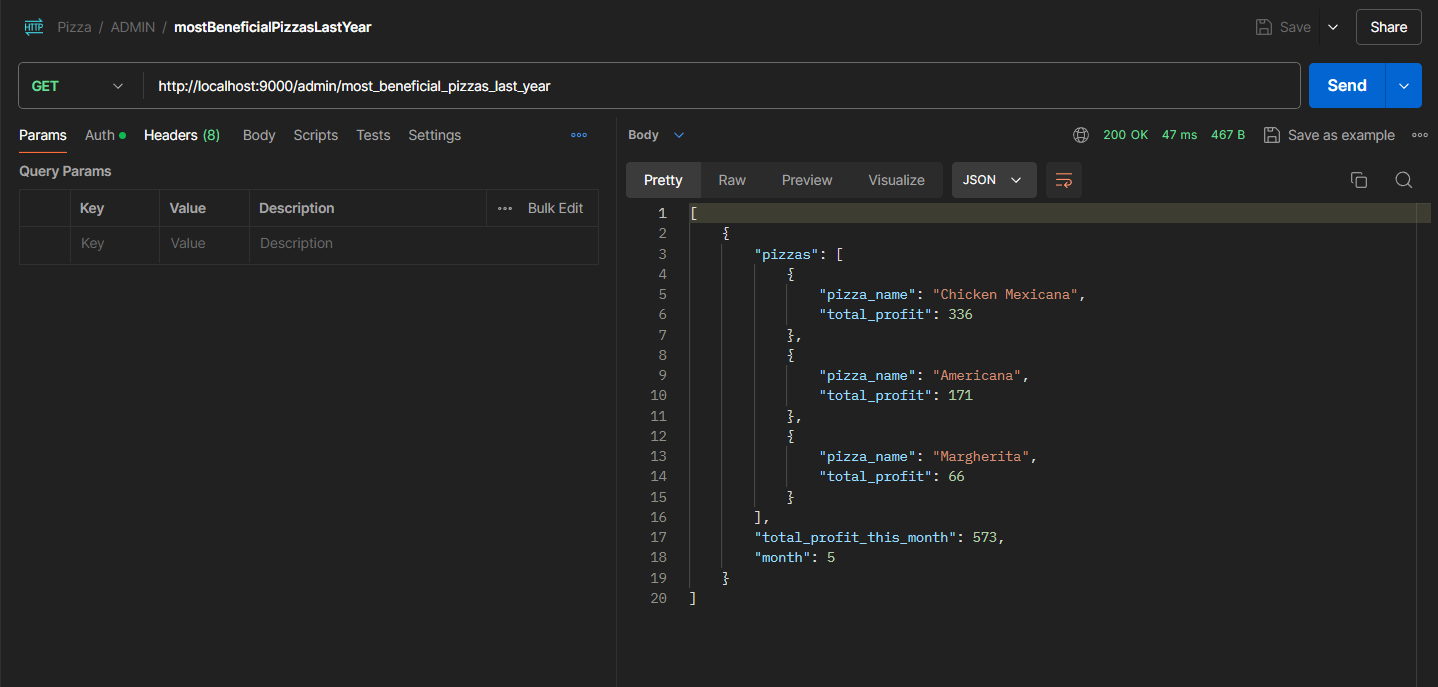 HTTP Pizza / ADMIN / mostBeneficialPizzasLastYear Save Share
GET http://localhost:9000/admin/most_beneficial_pizzas_last_year Send
Params Auth Headers (8) Body Scripts Tests Settings
Query Params
Key Value Description Bulk Edit
Key Value Description
Body 200 OK 47 ms 467 B Save as example
Pretty Raw Preview Visualize JSON
1 [
2 {
3 "pizzas": [
4 {
5 "pizza_name": "Chicken Mexicana",
6 "total_profit": 336
7 },
8 {
9 "pizza_name": "Americana",
10 "total_profit": 171
11 },
12 {
13 "pizza_name": "Margherita",
14 "total_profit": 66
15 }
16 ],
17 "total_profit_this_month": 573,
18 "month": 5
19 }
20 ]